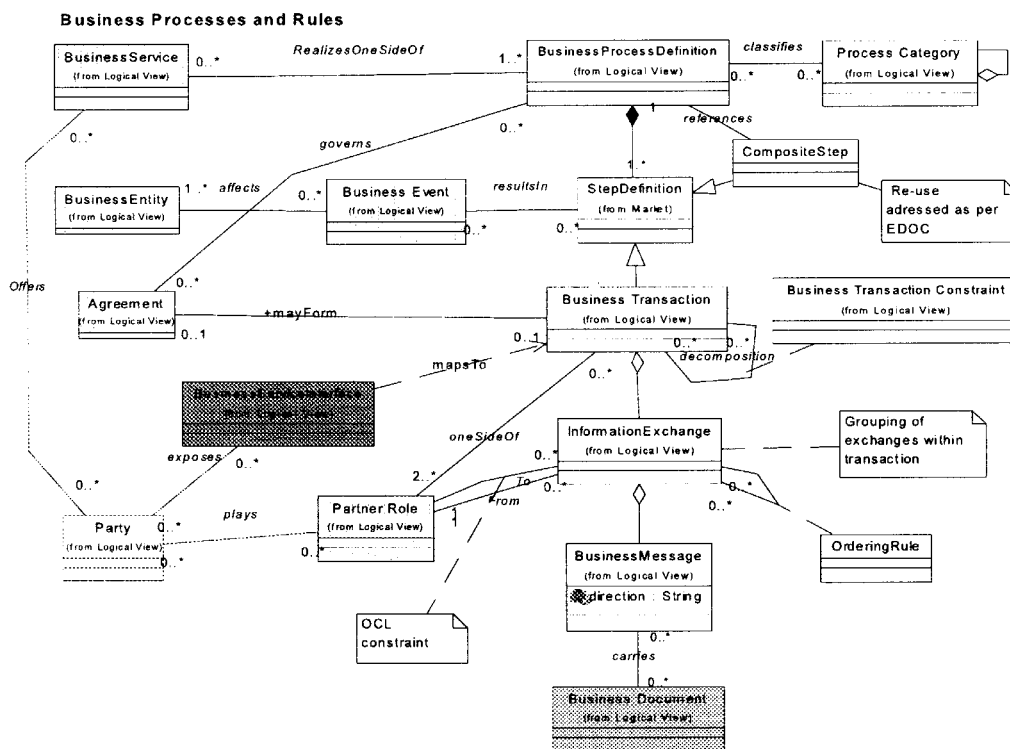 Business Processes and Rules
BusinessService
(from Logical View)
0..*
RealizesOneSideOf
1..*
BusinessProcessDefinition
(from Logical View)
classifies
0..*
0..*
Process Category
(from Logical View)
0..*
0..*
governs
1
references
1..*
CompositeStep
BusinessEntity
(from Logical View)
1..*
affects
0..*
Business Event
(from Logical View)
0..*
resultsIn
0..*
StepDefinition
(from Market)
Re-use
adressed as per
EDOC
Offers
0..*
Agreement
(from Logical View)
0..1
+mayForm
0..1
Business Transaction
(from Logical View)
0..*
0..*
decomposition
Business Transaction Constraint
(from Logical View)
mapsTo
0..*
BusinessServiceInterface
(from Logical View)
exposes
0..*
oneSideOf
2..*
InformationExchange
(from Logical View)
0..*
0..*
To
rom
0..*
0..*
Grouping of
exchanges within
transaction
0..*
Party
(from Logical View)
0..*
0..*
plays
Partner Role
(from Logical View)
0..*
1
OrderingRule
BusinessMessage
(from Logical View)
direction : String
OCL
constraint
0..*
carries
0..*
Business Document
(from Logical View)